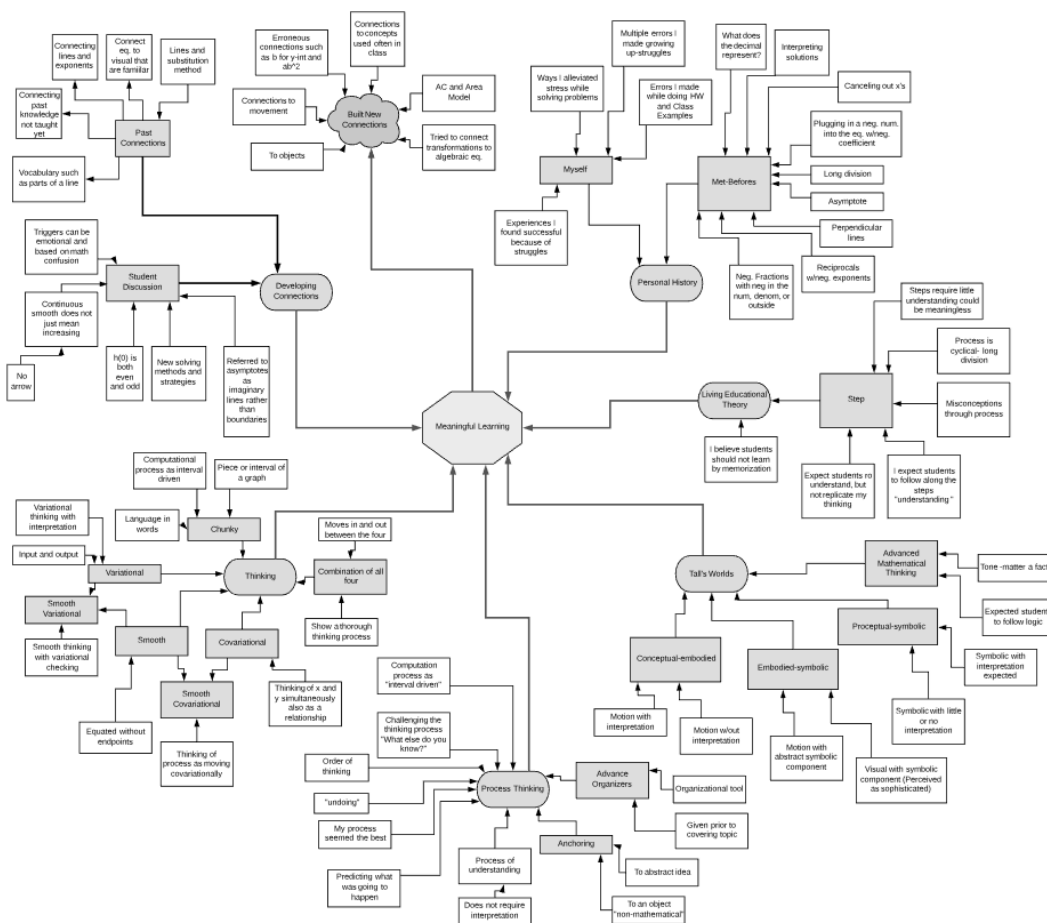 Connecting
lines and
exponents
Connect
eq. to
visual that
are familar
Lines and
substitution
method
Connecting
past
knowledge
not taught
yet
Past
Connections
Vocabulary such
as parts of a line
Erroneous
connections such
as b for y-int and
ab^2
Connections
to concepts
used often in
class
AC and Area
Model
Connections to
movement
Built New
Connections
To objects
Tried to connect
transformations to
algebraic eq.
Multiple errors I
made growing
up-struggles
Ways I alleviated
stress while
solving problems
Errors I made
while doing HW
and Class
Examples
Myself
Experiences I
found successful
because of
struggles
What does
the decimal
represent?
Interpreting
solutions
Canceling out x's
Plugging in a neg. num.
into the eq. w/neg.
coefficient
Met-Befores
Long division
Asymptote
Perpendicular
lines
Reciprocals
w/neg. exponents
Neg. Fractions
with neg in the
num, denom, or
outside
Personal History
Triggers can be
emotional and
based on math
confusion
Student
Discussion
Developing
Connections
Continuous
smooth does not
just mean
increasing
No
arrow
h(0) is
both
even
and odd
New solving
methods and
strategies
Referred to
asymptotes
as
imaginary
lines rather
than
boundaries
Steps require little
understanding could
be meaningless
Process is
cyclical- long
division
Step
Misconceptions
through process
Living Educational
Theory
Meaningful Learning
I believe students
should not learn
by memorization
Expect students ro
understand, but
not replicate my
thinking
I expect students
to follow along the
steps
"understanding "
Computational
process as interval
driven
Piece or interval of
a graph
Variational
thinking with
interpretation
Language in
words
Chunky
Moves in and out
between the four
Input and output
Variational
Thinking
Combination of all
four
Smooth
Variational
Smooth
Covariational
Show a thorough
thinking process
Smooth thinking
with variational
checking
Smooth
Covariational
Thinking of x and
y simultaneously
also as a
relationship
Equated without
endpoints
Thinking of
process as moving
covariationally
Tall's Worlds
Advanced
Mathematical
Thinking
Tone -matter a fact
Expected student
to follow logic
Proceptual-symbolic
Conceptual-embodied
Embodied-symbolic
Symbolic with
interpretation
expected
Motion with
interpretation
Motion w/out
interpretation
Symbolic with little
or no
interpretation
Motion with
abstract symbolic
component
Visual with symbolic
component (Perceived
as sophisticated)
Computation
process as
"interval driven"
Challenging the
thinking process
"What else do you
know?"
Order of
thinking
"undoing"
My process
seemed the best
Predicting what
was going to
happen
Process Thinking
Advance
Organizers
Organizational
tool
Given prior to
covering topic
Anchoring
Process of
understanding
Does not require
interpretation
To abstract idea
To an object
"non-mathematical"